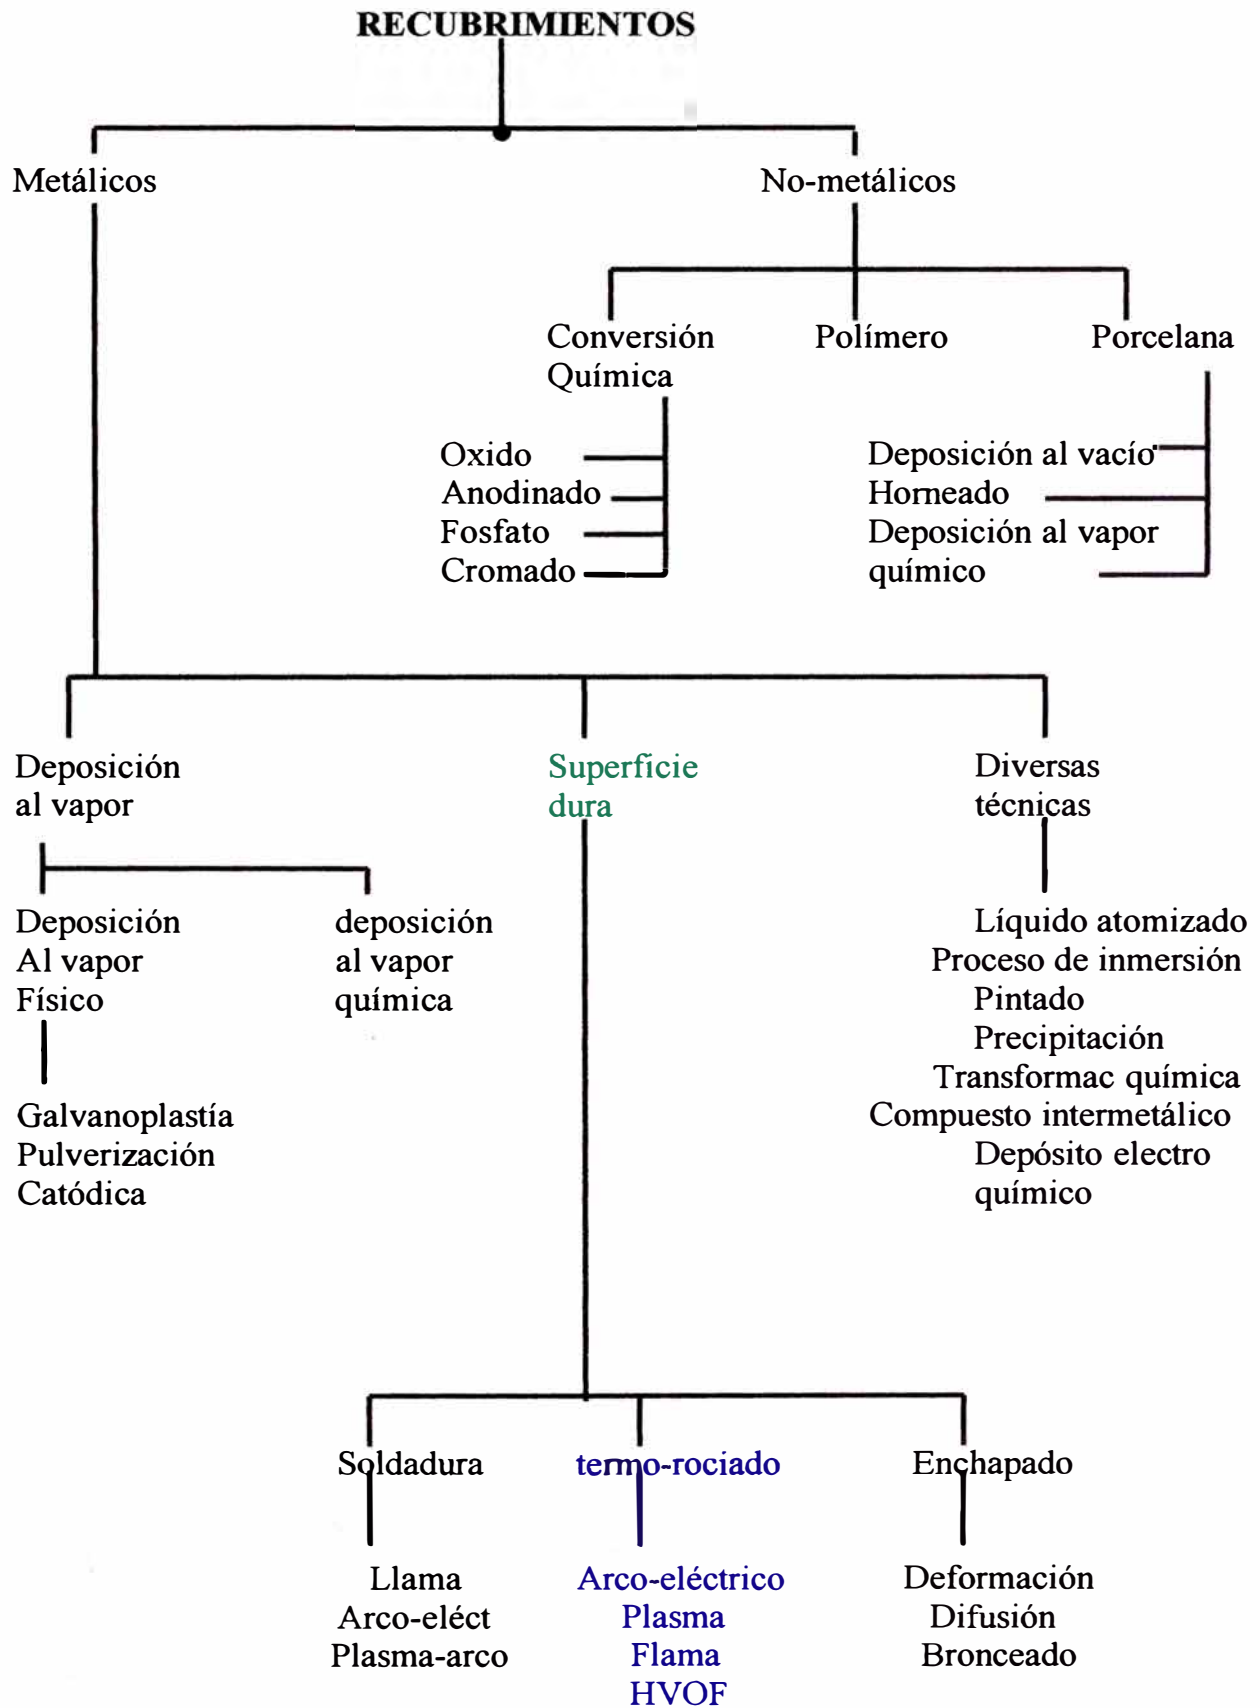 RECUBRIMIENTOS
Metálicos
No-metálicos
Conversión
Química
Polímero
Porcelana
Oxido
Anodinado
Fosfato
Cromado
Deposición al vacío
Horneado
Deposición al vapor
químico
Deposición
al vapor
Superficie
dura
Diversas
técnicas
Deposición
Al vapor
Físico
deposición
al vapor
química
Galvanoplastía
Pulverización
Catódica
Líquido atomizado
Proceso de inmersión
Pintado
Precipitación
Transformac química
Compuesto intermetálico
Depósito electro
químico
Soldadura
termo-rociado
Enchapado
Llama
Arco-eléct
Plasma-arco
Arco-eléctrico
Plasma
Flama
HVOF
Deformación
Difusión
Bronceado